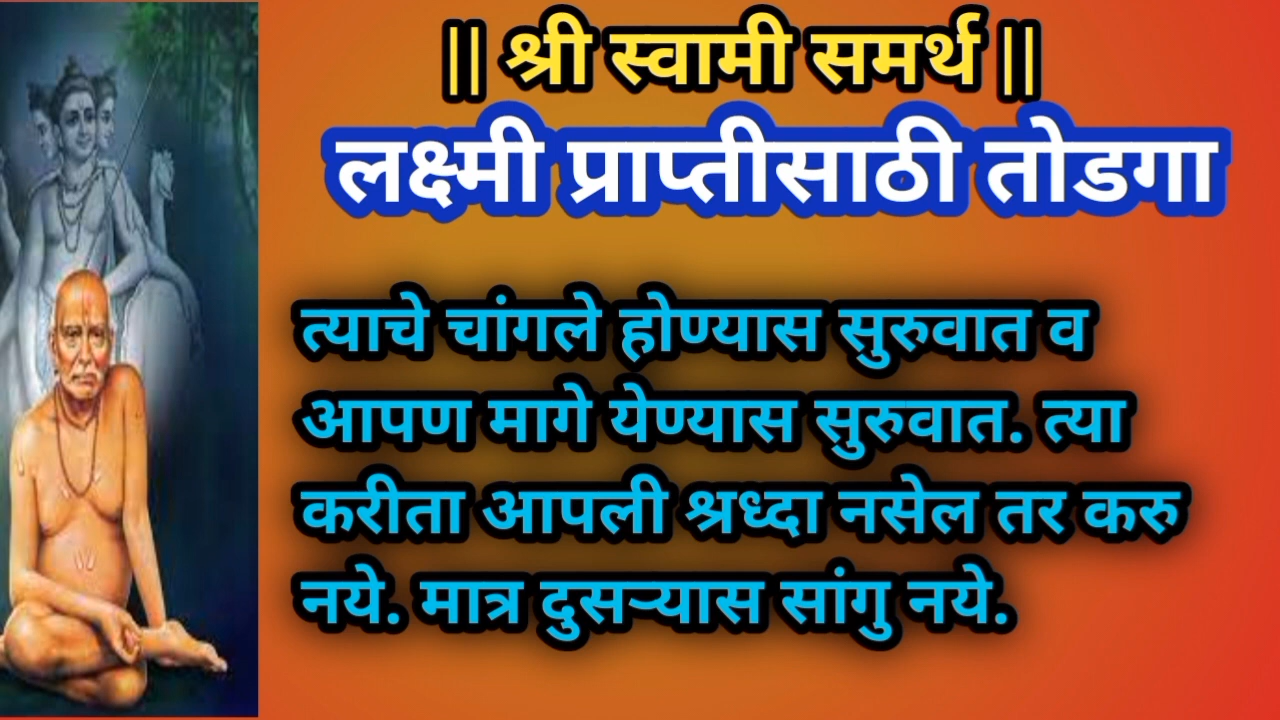 || श्री स्वामी समर्थ ||
लक्ष्मी प्राप्तीसाठी तोडगा
त्याचे चांगले होण्यास सुरुवात व
आपण मागे येण्यास सुरुवात. त्या
करीता आपली श्रध्दा नसेल तर करु
नये. मात्र दुसऱ्यास सांगु नये.